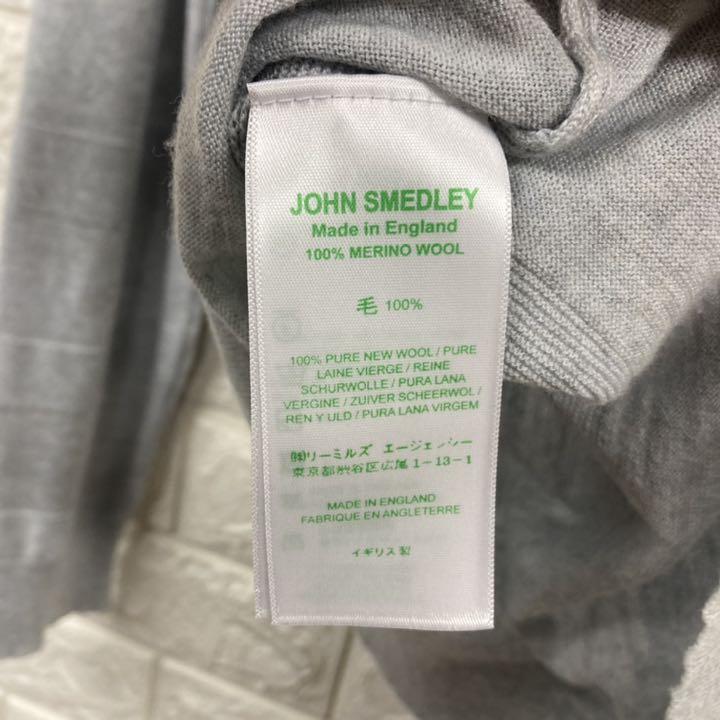 JOHN SMEDLEY
Made in England
100% MERINO WOOL
毛 100%
100% PURE NEW WOOL / PURE
LAINE VIERGE / REINE
SCHURWOLLE / PURA LANA
VERGINE / ZUIVER SCHEERWOL /
REN Y ULD / PURA LANA VIRGEM
㈱リーミルズ エージェンシー
東京都渋谷区広尾 1-13-1
MADE IN ENGLAND
FABRIQUE EN ANGLETERRE
イギリス製